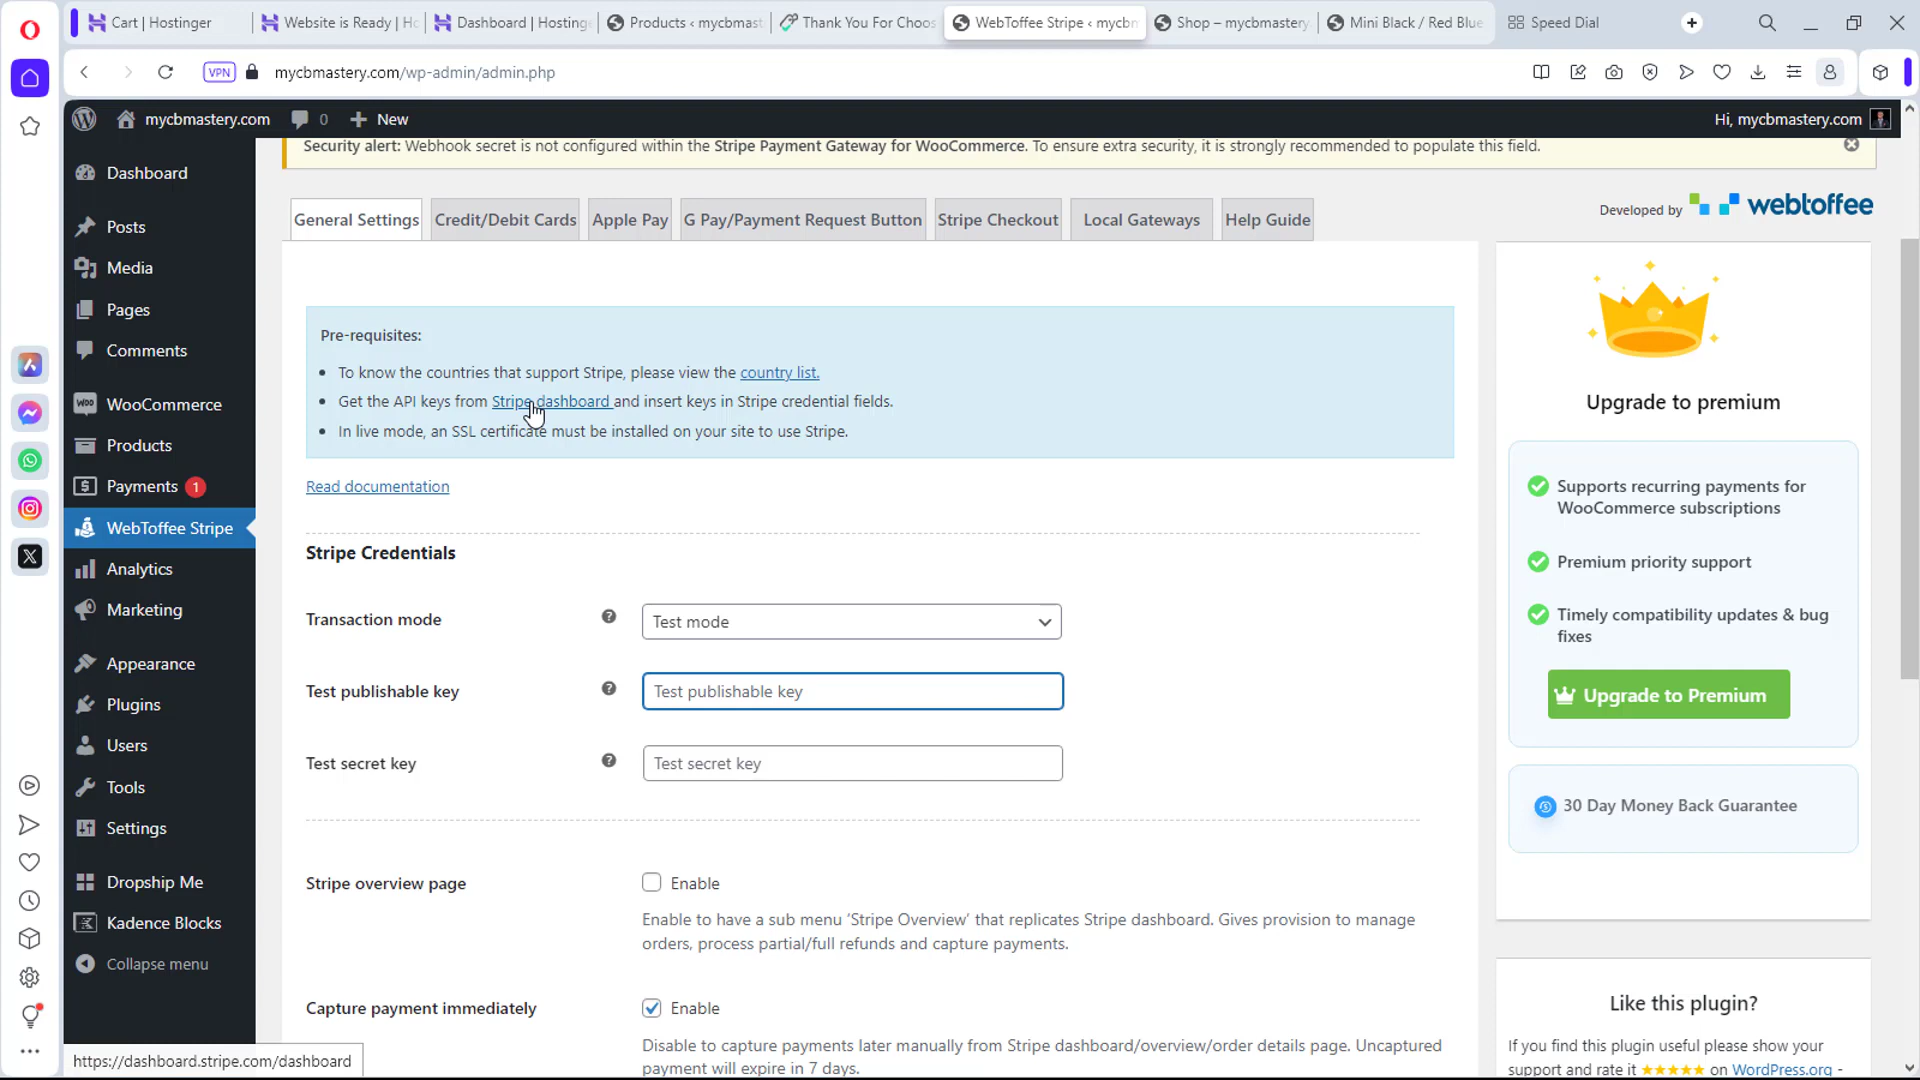 Cart | Hostinger
Website is Ready | Ho
Dashboard | Hosting
Products ‹ mycbmast
Thank You For Choos
WebToffee Stripe ‹ mycbm
Shop – mycbmastery.
Mini Black / Red Blue
Speed Dial
VPN
mycbmastery.com/wp-admin/admin.php
mycbmastery.com
0
New
Hi, mycbmastery.com
Dashboard
Posts
Media
Pages
Comments
WooCommerce
Products
Payments 1
WebToffee Stripe
Analytics
Marketing
Appearance
Plugins
Users
Tools
Settings
Dropship Me
Kadence Blocks
Collapse menu
https://dashboard.stripe.com/dashboard
Security alert: Webhook secret is not configured within the Stripe Payment Gateway for WooCommerce. To ensure extra security, it is strongly recommended to populate this field.
General Settings
Credit/Debit Cards
Apple Pay
G Pay/Payment Request Button
Stripe Checkout
Local Gateways
Help Guide
Developed by webtoffee
Pre-requisites:
To know the countries that support Stripe, please view the country list.
Get the API keys from Stripe dashboard and insert keys in Stripe credential fields.
In live mode, an SSL certificate must be installed on your site to use Stripe.
Read documentation
Stripe Credentials
Transaction mode
Test mode
Test publishable key
Test publishable key
Test secret key
Test secret key
Stripe overview page
Enable
Enable to have a sub menu ‘Stripe Overview’ that replicates Stripe dashboard. Gives provision to manage
orders, process partial/full refunds and capture payments.
Capture payment immediately
Enable
Disable to capture payments later manually from Stripe dashboard/overview/order details page. Uncaptured
payment will expire in 7 days.
Upgrade to premium
Supports recurring payments for
WooCommerce subscriptions
Premium priority support
Timely compatibility updates & bug
fixes
Upgrade to Premium
30 Day Money Back Guarantee
Like this plugin?
If you find this plugin useful please show your
support and rate it ★★★★★ on WordPress.org -